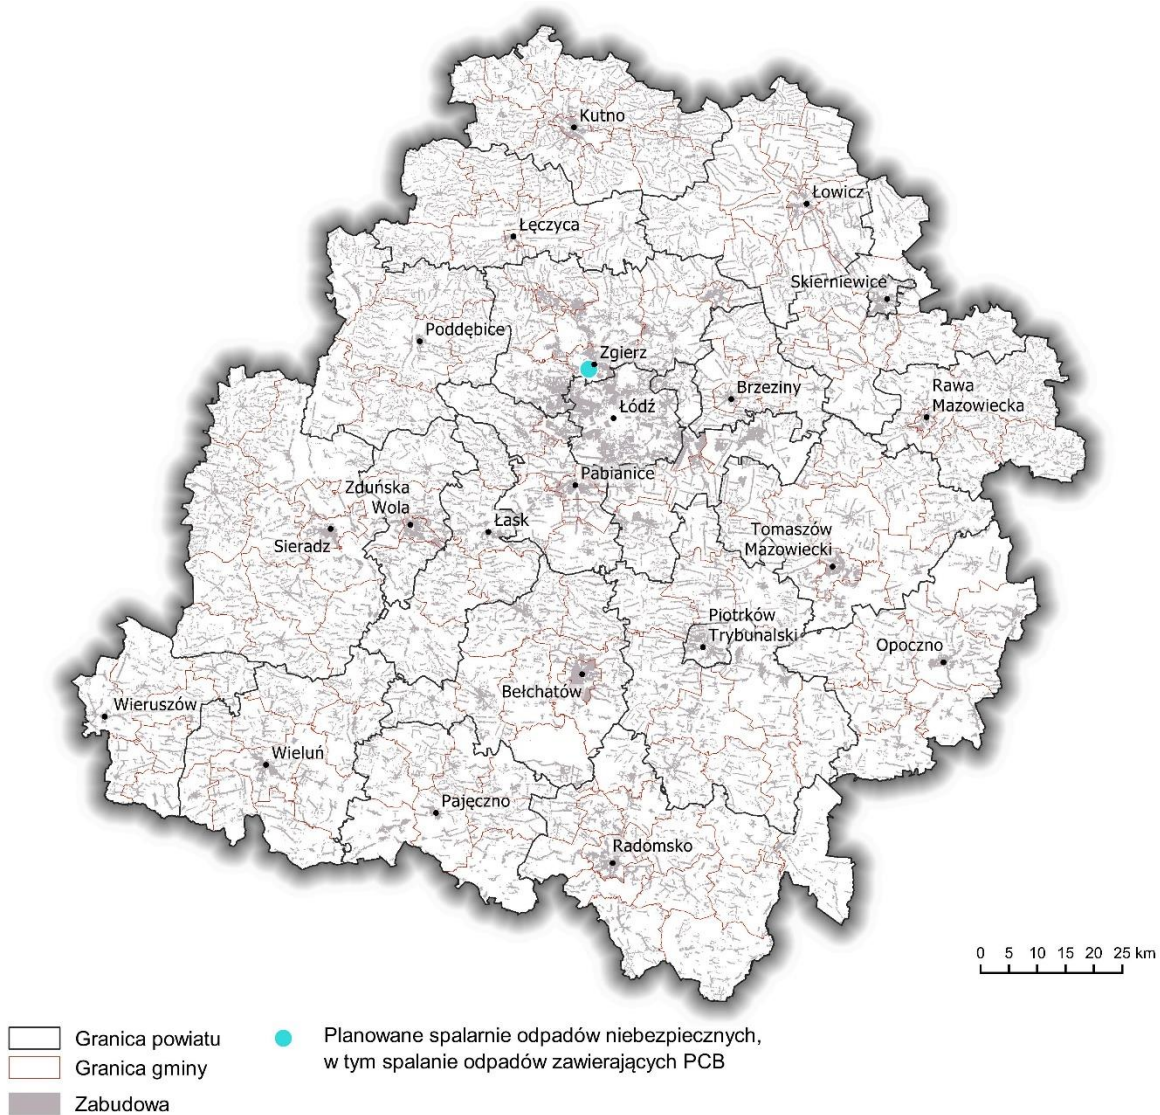 Kutno
Łowicz
Łęczyca
Skierniewice
Poddębice
Zgierz
Brzeziny
Rawa
Mazowiecka
Łódź
Pabianice
Zduńska
Wola
Łask
Sieradz
Tomaszów
Mazowiecki
Piotrków
Trybunalski
Opoczno
Bełchatów
Wieruszów
Wieluń
Pajęczno
Radomsko
0 5 10 15 20 25 km
Granica powiatu
Granica gminy
Zabudowa
Planowane spalarnie odpadów niebezpiecznych,
w tym spalanie odpadów zawierających PCB